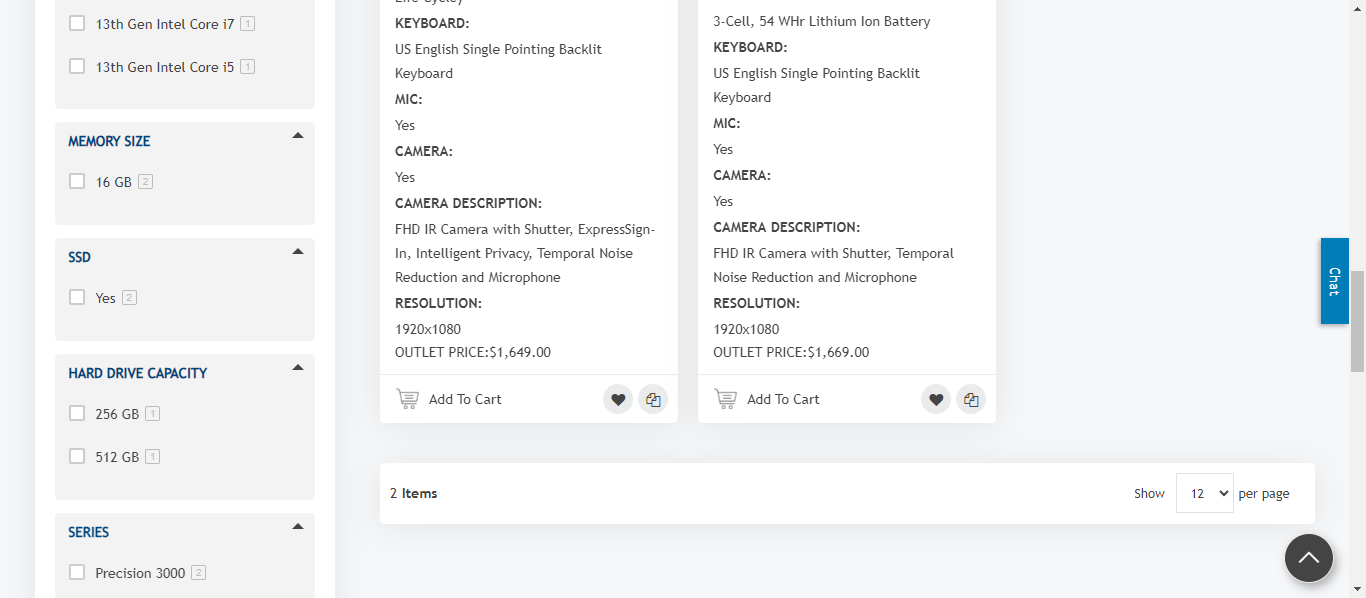 13th Gen Intel Core i7 1
13th Gen Intel Core i5 1
MEMORY SIZE
16 GB 2
SSD
Yes 2
HARD DRIVE CAPACITY
256 GB 1
512 GB 1
SERIES
Precision 3000 2
KEYBOARD:
US English Single Pointing Backlit
Keyboard
MIC:
Yes
CAMERA:
Yes
CAMERA DESCRIPTION:
FHD IR Camera with Shutter, ExpressSign-
In, Intelligent Privacy, Temporal Noise
Reduction and Microphone
RESOLUTION:
1920x1080
OUTLET PRICE:$1,649.00
Add To Cart
3-Cell, 54 WHr Lithium Ion Battery
KEYBOARD:
US English Single Pointing Backlit
Keyboard
MIC:
Yes
CAMERA:
Yes
CAMERA DESCRIPTION:
FHD IR Camera with Shutter, Temporal
Noise Reduction and Microphone
RESOLUTION:
1920x1080
OUTLET PRICE:$1,669.00
Add To Cart
2 Items
Show 12 per page
Chat